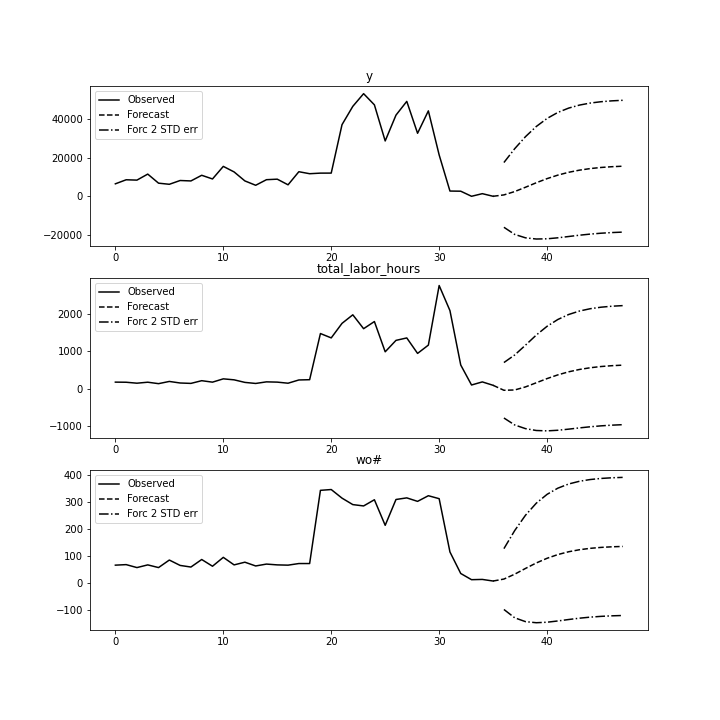 y
Observed
Forecast
Forc 2 STD err
40000
20000
0
−20000
0 10 20 30 40
total_labor_hours
Observed
Forecast
Forc 2 STD err
2000
1000
0
−1000
0 10 20 30 40
wo#
Observed
Forecast
Forc 2 STD err
400
300
200
100
0
−100
0 10 20 30 40